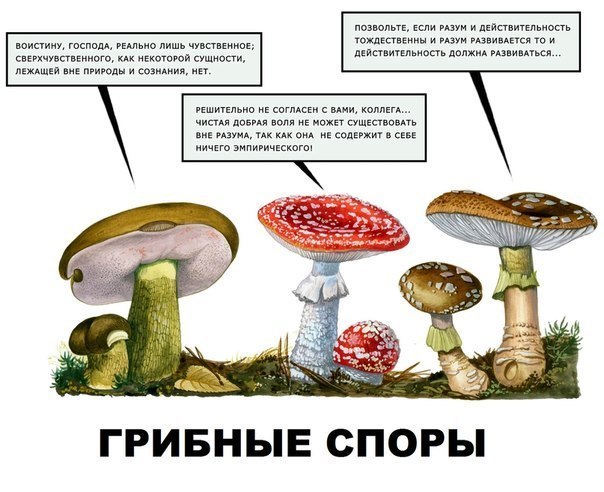 ВОИСТИНУ, ГОСПОДА, РЕАЛЬНО ЛИШЬ ЧУВСТВЕННОЕ;
СВЕРХЧУВСТВЕННОГО, КАК НЕКОТОРОЙ СУЩНОСТИ,
ЛЕЖАЩЕЙ ВНЕ ПРИРОДЫ И СОЗНАНИЯ, НЕТ.
РЕШИТЕЛЬНО НЕ СОГЛАСЕН С ВАМИ, КОЛЛЕГА...
ЧИСТАЯ ДОБРАЯ ВОЛЯ НЕ МОЖЕТ СУЩЕСТВОВАТЬ
ВНЕ РАЗУМА, ТАК КАК ОНА НЕ СОДЕРЖИТ В СЕБЕ
НИЧЕГО ЭМПИРИЧЕСКОГО!
ПОЗВОЛЬТЕ, ЕСЛИ РАЗУМ И ДЕЙСТВИТЕЛЬНОСТЬ
ТОЖДЕСТВЕННЫ И РАЗУМ РАЗВИВАЕТСЯ ТО И
ДЕЙСТВИТЕЛЬНОСТЬ ДОЛЖНА РАЗВИВАТЬСЯ...
ГРИБНЫЕ СПОРЫ